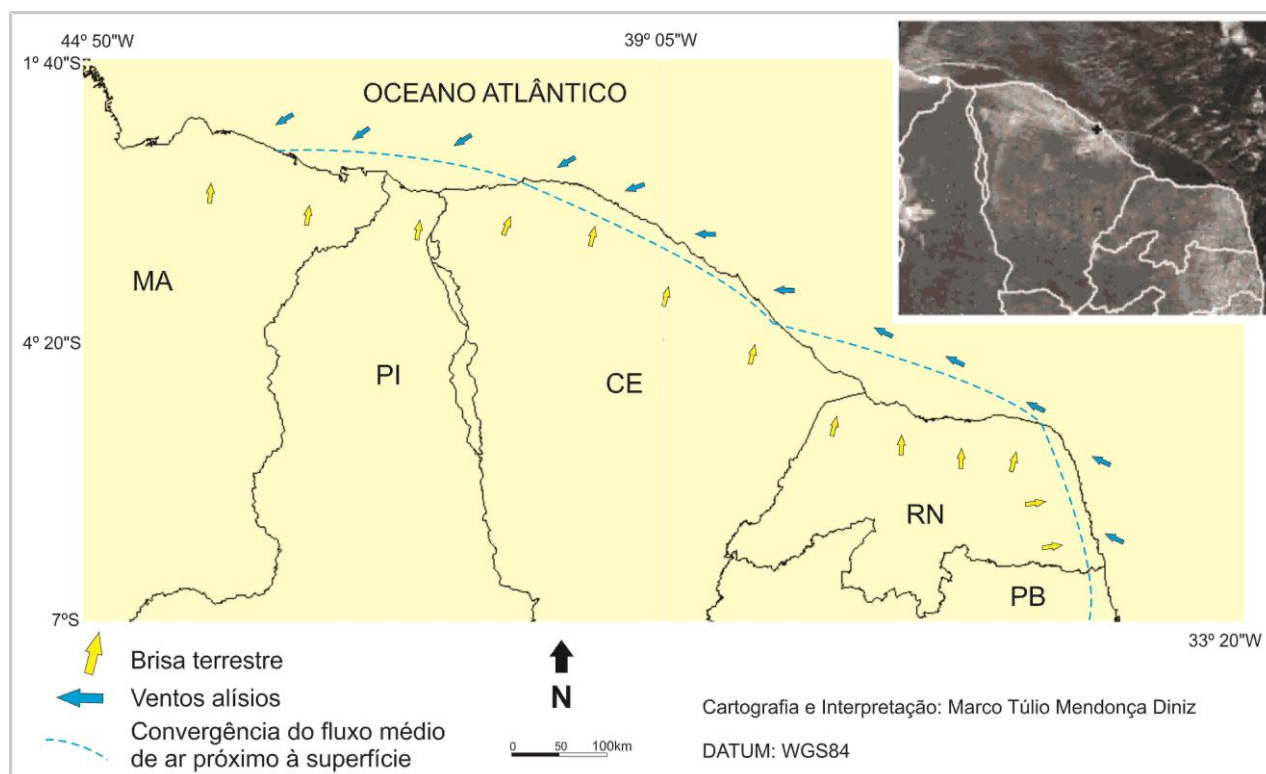 44º 50"W
39º 05"W
1º 40"S
OCEANO ATLÂNTICO
MA
4º 20"S
PI
CE
RN
PB
7ºS
33º 20"W
Brisa terrestre
Ventos alísios
Convergência do fluxo médio
de ar próximo à superfície
N
0 50 100km
Cartografia e Interpretação: Marco Túlio Mendonça Diniz
DATUM: WGS84